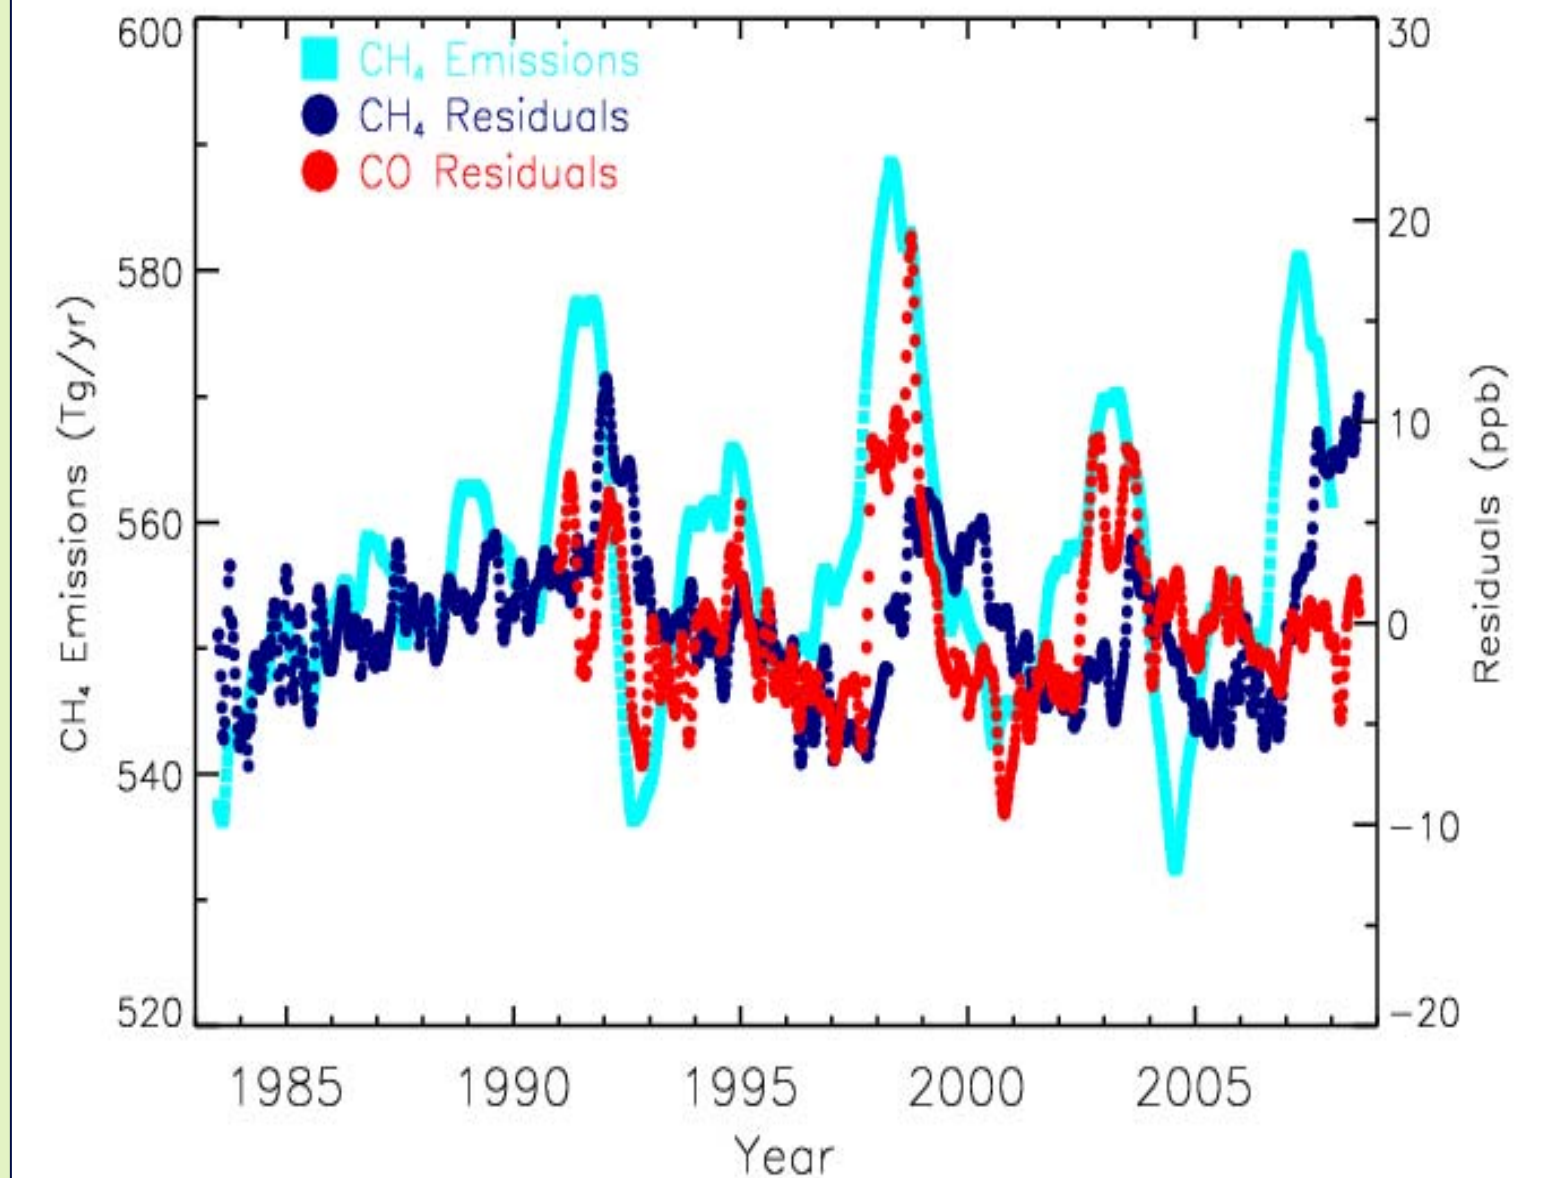 CH₄ Emissions
CH₄ Residuals
CO Residuals
600
580
560
540
520
CH₄ Emissions (Tg/yr)
30
20
10
0
−10
−20
Residuals (ppb)
1985 1990 1995 2000 2005
Year